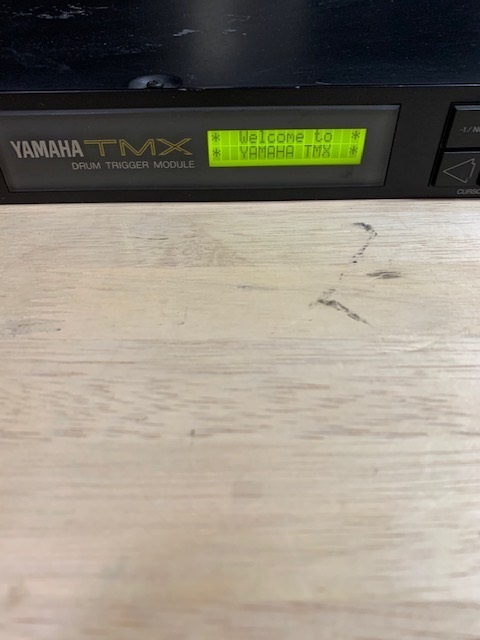 YAMAHA TMX
DRUM TRIGGER MODULE
* Welcome to *
* YAMAHA TMX *